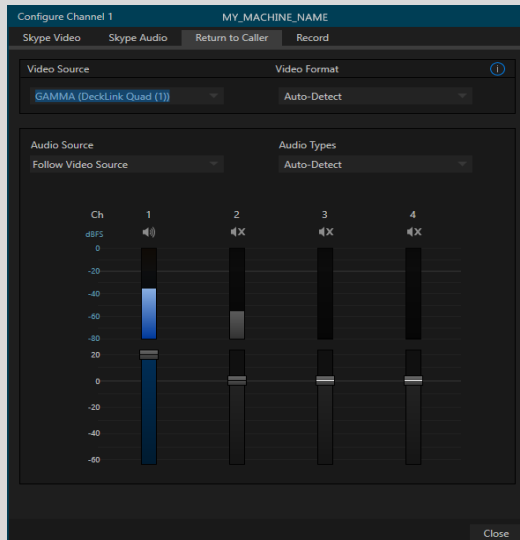 Configure Channel 1 MY_MACHINE_NAME
Skype Video Skype Audio Return to Caller Record
Video Source Video Format i
GAMMA (DeckLink Quad (1)) Auto-Detect
Audio Source Audio Types
Follow Video Source Auto-Detect
Ch 1 2 3 4
dBFS
0
-20
-40
-60
-80
20
0
-20
-40
-60
Close